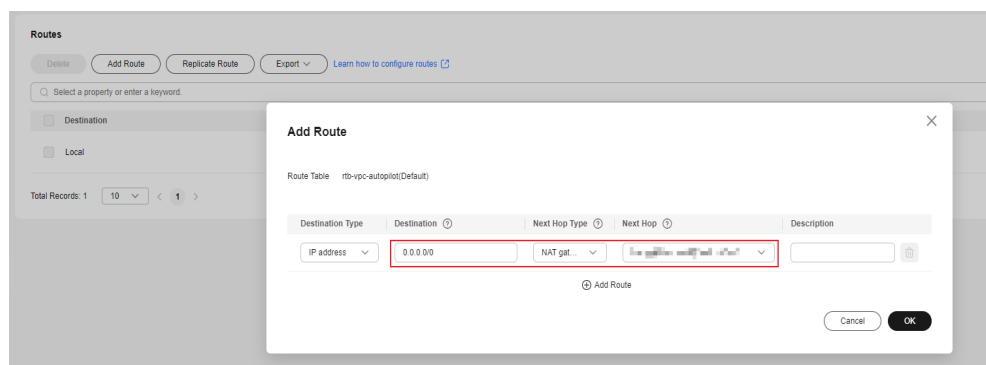 Routes
Delete Add Route Replicate Route Export Learn how to configure routes
Select a property or enter a keyword.
Destination
Local
Total Records: 1 10 1
Add Route
Route Table rtb-vpc-autopilot(Default)
Destination Type Destination Next Hop Type Next Hop Description
IP address 0.0.0.0/0 NAT gat...
Add Route
Cancel OK